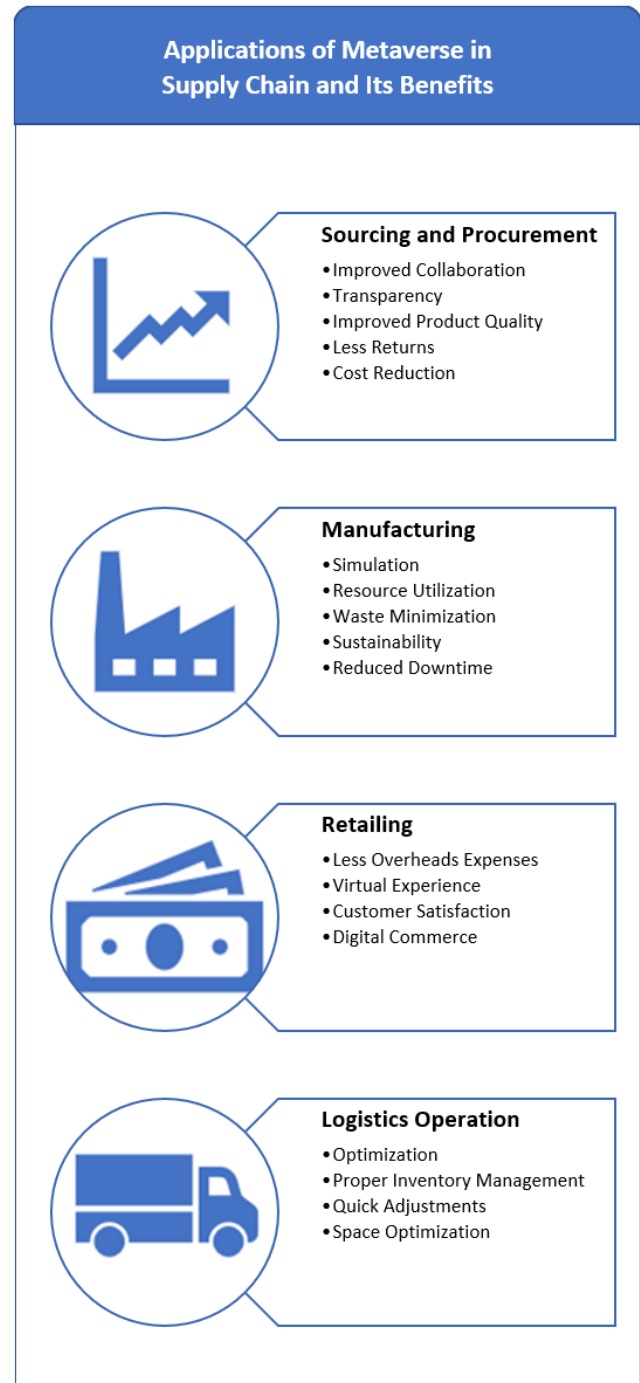 Applications of Metaverse in
Supply Chain and Its Benefits
Sourcing and Procurement
•Improved Collaboration
•Transparency
•Improved Product Quality
•Less Returns
•Cost Reduction
Manufacturing
•Simulation
•Resource Utilization
•Waste Minimization
•Sustainability
•Reduced Downtime
Retailing
•Less Overheads Expenses
•Virtual Experience
•Customer Satisfaction
•Digital Commerce
Logistics Operation
•Optimization
•Proper Inventory Management
•Quick Adjustments
•Space Optimization